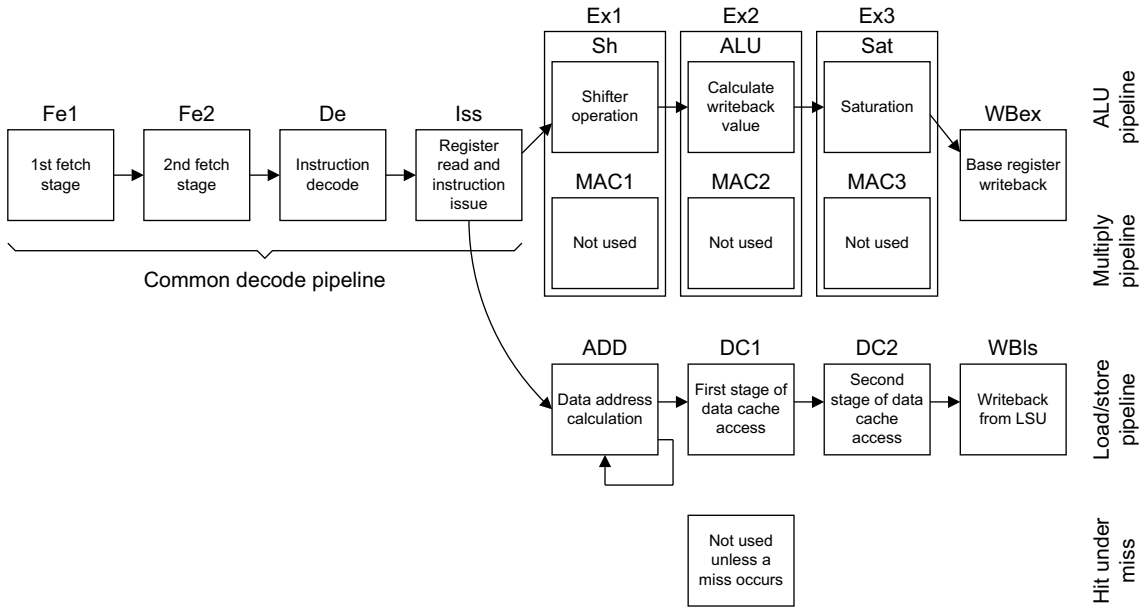 Ex1
Ex2
Ex3
Sh
ALU
Sat
Fe1
Fe2
De
Iss
WBex
1st fetch
stage
2nd fetch
stage
Instruction
decode
Register
read and
instruction
issue
Shifter
operation
Calculate
writeback
value
Saturation
Base register
writeback
ALU
pipeline
MAC1
MAC2
MAC3
Not used
Not used
Not used
Multiply
pipeline
Common decode pipeline
ADD
DC1
DC2
WBls
Data address
calculation
First stage of
data cache
access
Second
stage of data
cache
access
Writeback
from LSU
Load/store
pipeline
Not used
unless a
miss occurs
Hit under
miss